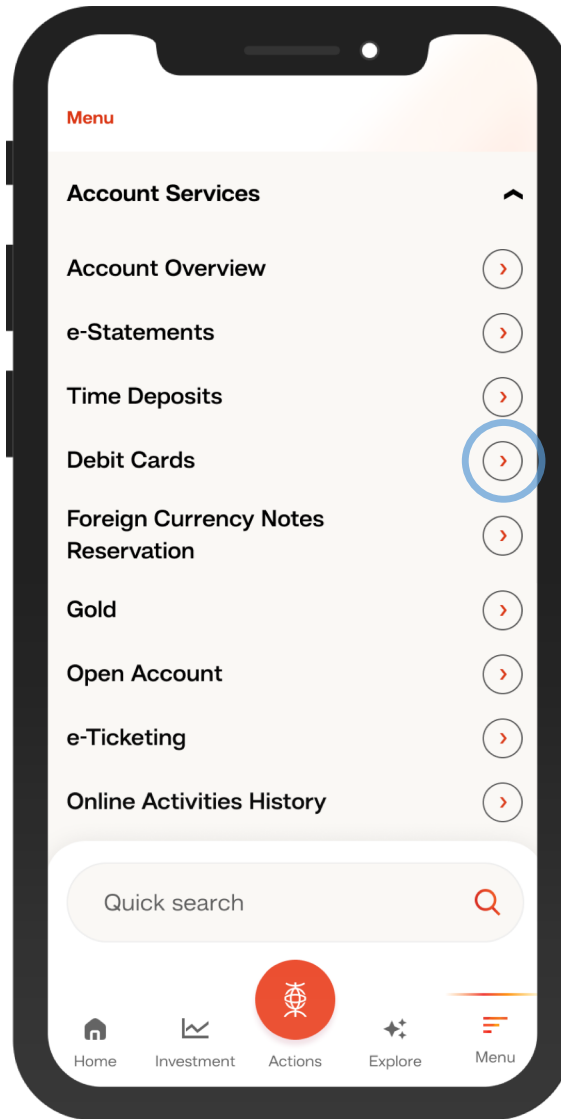 Menu
Account Services
Account Overview
e-Statements
Time Deposits
Debit Cards
Foreign Currency Notes
Reservation
Gold
Open Account
e-Ticketing
Online Activities History
Quick search
Home
Investment
Actions
Explore
Menu